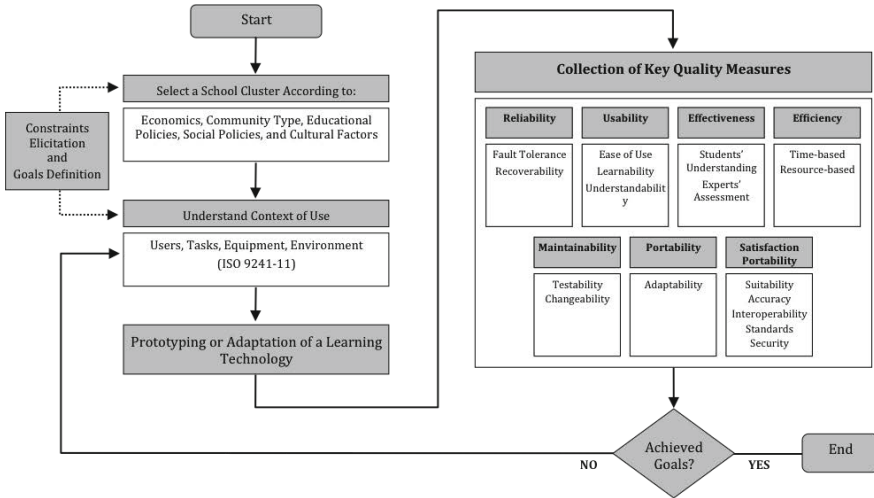 Start
Select a School Cluster According to:
Economics, Community Type, Educational
Policies, Social Policies, and Cultural Factors
Constraints
Elicitation
and
Goals Definition
Understand Context of Use
Users, Tasks, Equipment, Environment
(ISO 9241-11)
Prototyping or Adaptation of a Learning
Technology
Collection of Key Quality Measures
Reliability
Fault Tolerance
Recoverability
Usability
Ease of Use
Learnability
Understandabilit
y
Effectiveness
Students’
Understanding
Experts’
Assessment
Efficiency
Time-based
Resource-based
Maintainability
Testability
Changeability
Portability
Adaptability
Satisfaction
Portability
Suitability
Accuracy
Interoperability
Standards
Security
Achieved
Goals?
NO
YES
End